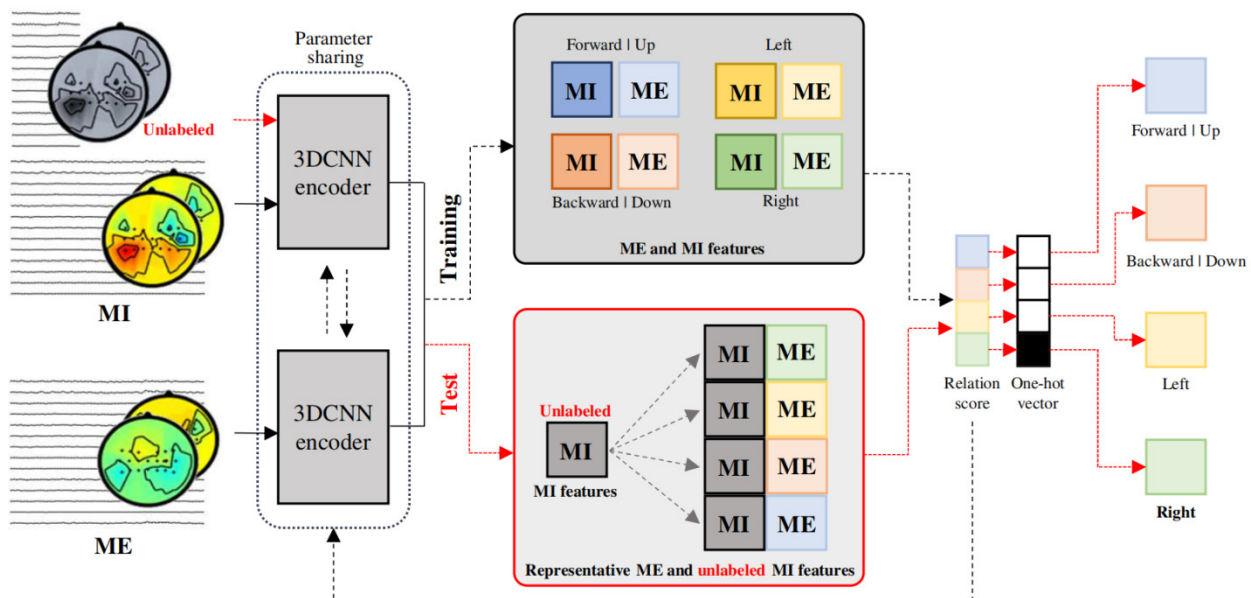 Parameter
sharing
Unlabeled
MI
ME
3DCNN
encoder
3DCNN
encoder
Training
Test
Forward | Up
Left
MI ME
MI ME
MI ME
MI ME
Backward | Down
Right
ME and MI features
Unlabeled
MI
MI features
MI ME
MI ME
MI ME
MI ME
Representative ME and unlabeled MI features
Relation
score
One-hot
vector
Forward | Up
Backward | Down
Left
Right